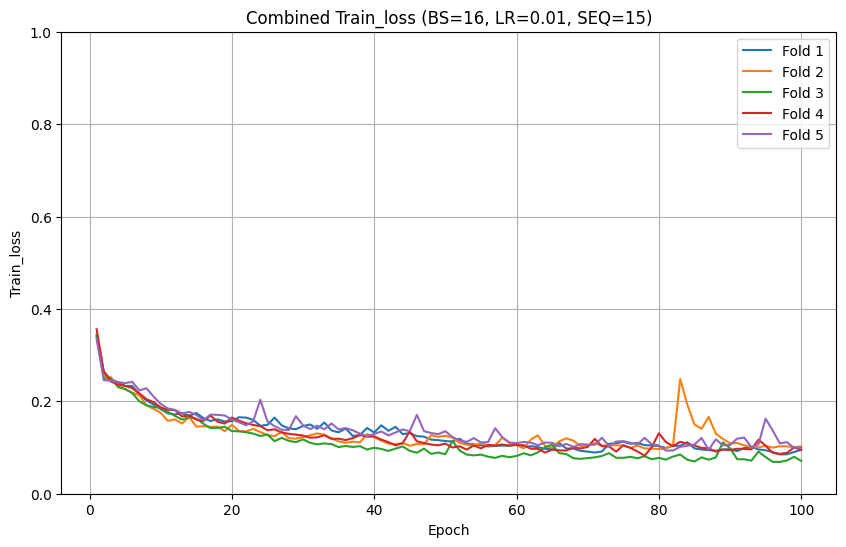 Combined Train_loss (BS=16, LR=0.01, SEQ=15)
1.0
0.8
0.6
0.4
0.2
0.0
Train_loss
0
20
40
60
80
100
Epoch
Fold 1
Fold 2
Fold 3
Fold 4
Fold 5